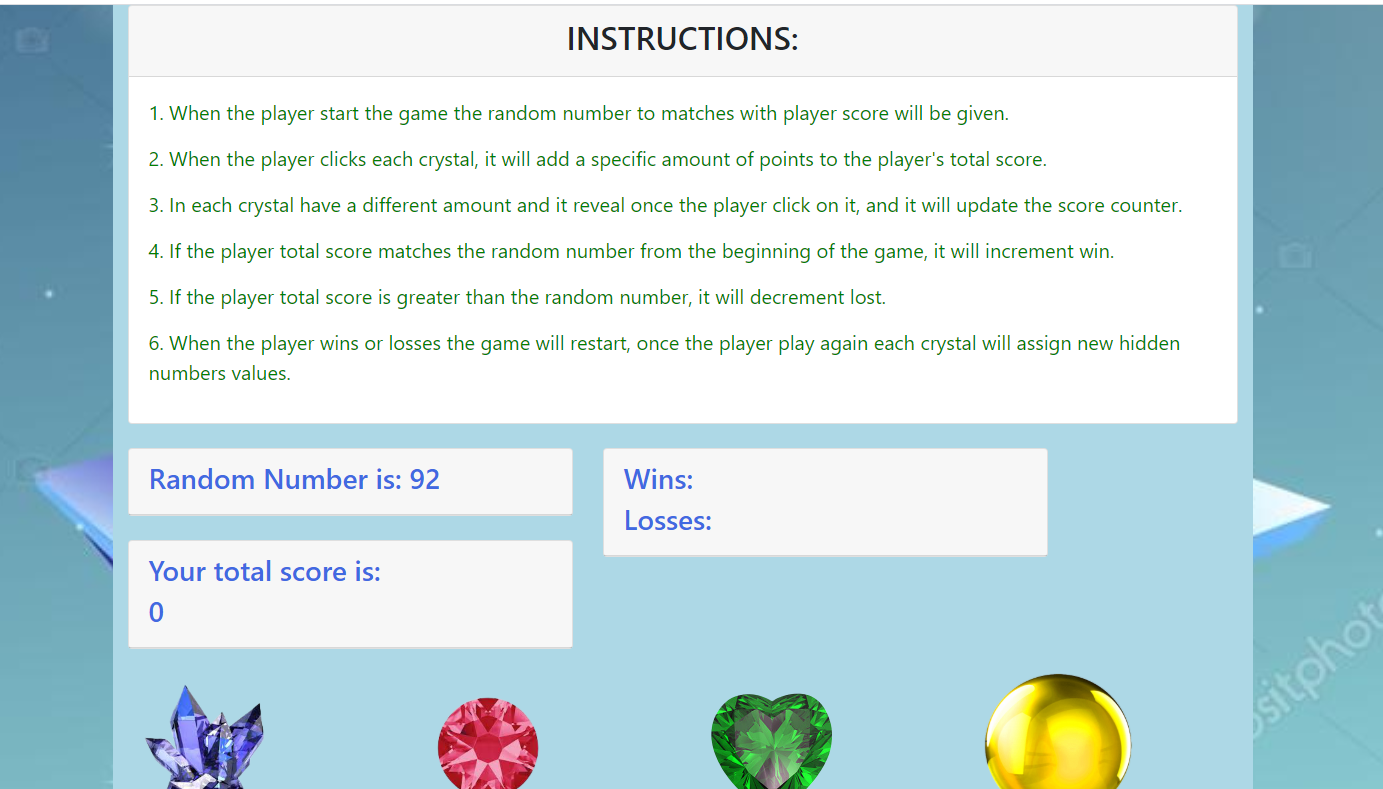 INSTRUCTIONS:
1. When the player start the game the random number to matches with player score will be given.
2. When the player clicks each crystal, it will add a specific amount of points to the player's total score.
3. In each crystal have a different amount and it reveal once the player click on it, and it will update the score counter.
4. If the player total score matches the random number from the beginning of the game, it will increment win.
5. If the player total score is greater than the random number, it will decrement lost.
6. When the player wins or losses the game will restart, once the player play again each crystal will assign new hidden
numbers values.
Random Number is: 92
Wins:
Losses:
Your total score is:
0